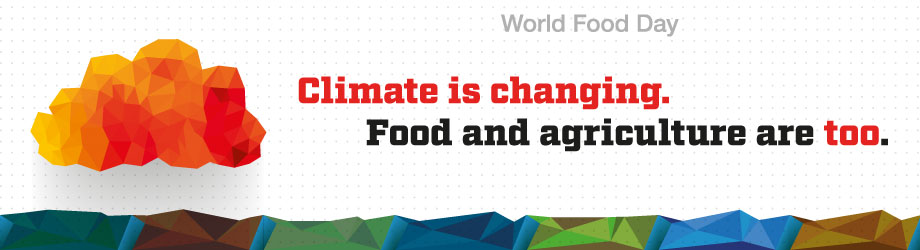 World Food Day
Climate is changing.
Food and agriculture are too.